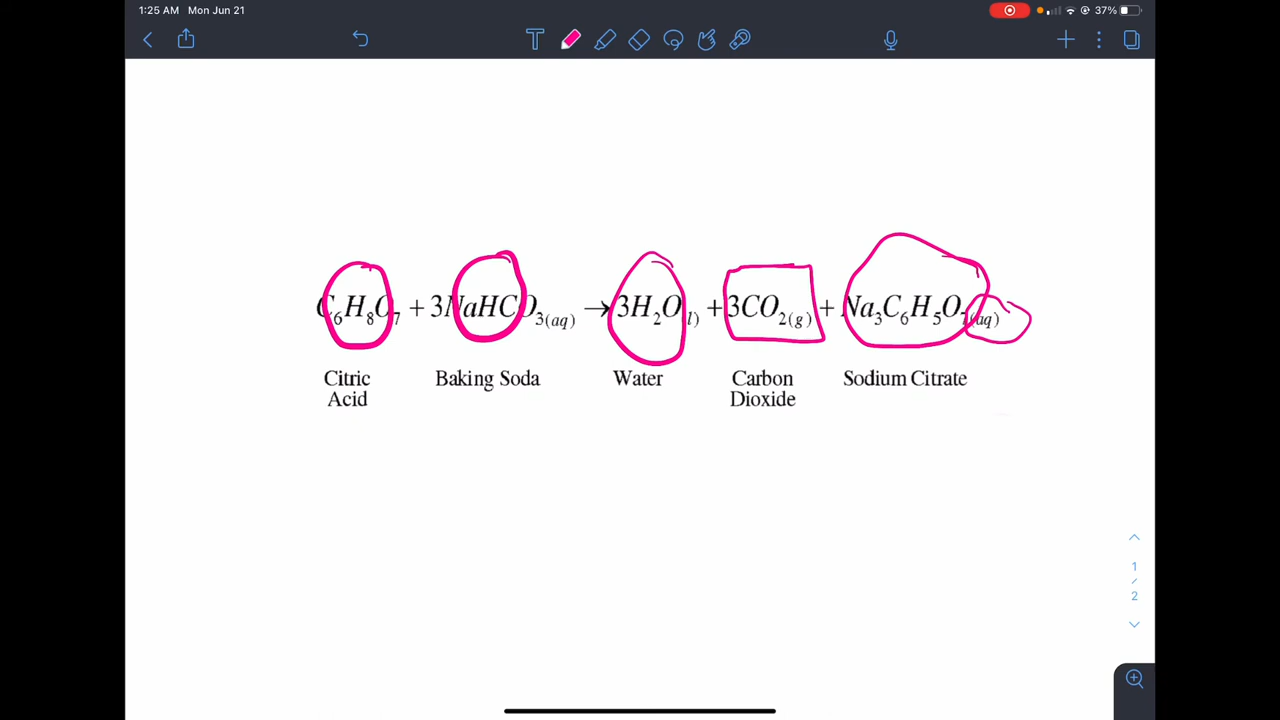 1:25 AM Mon Jun 21
37%
C₆H₈O₇ + 3NaHCO₃(aq) → 3H₂O(l) + 3CO₂(g) + Na₃C₆H₅O₇(aq)
Citric Acid
Baking Soda
Water
Carbon Dioxide
Sodium Citrate
1
/
2